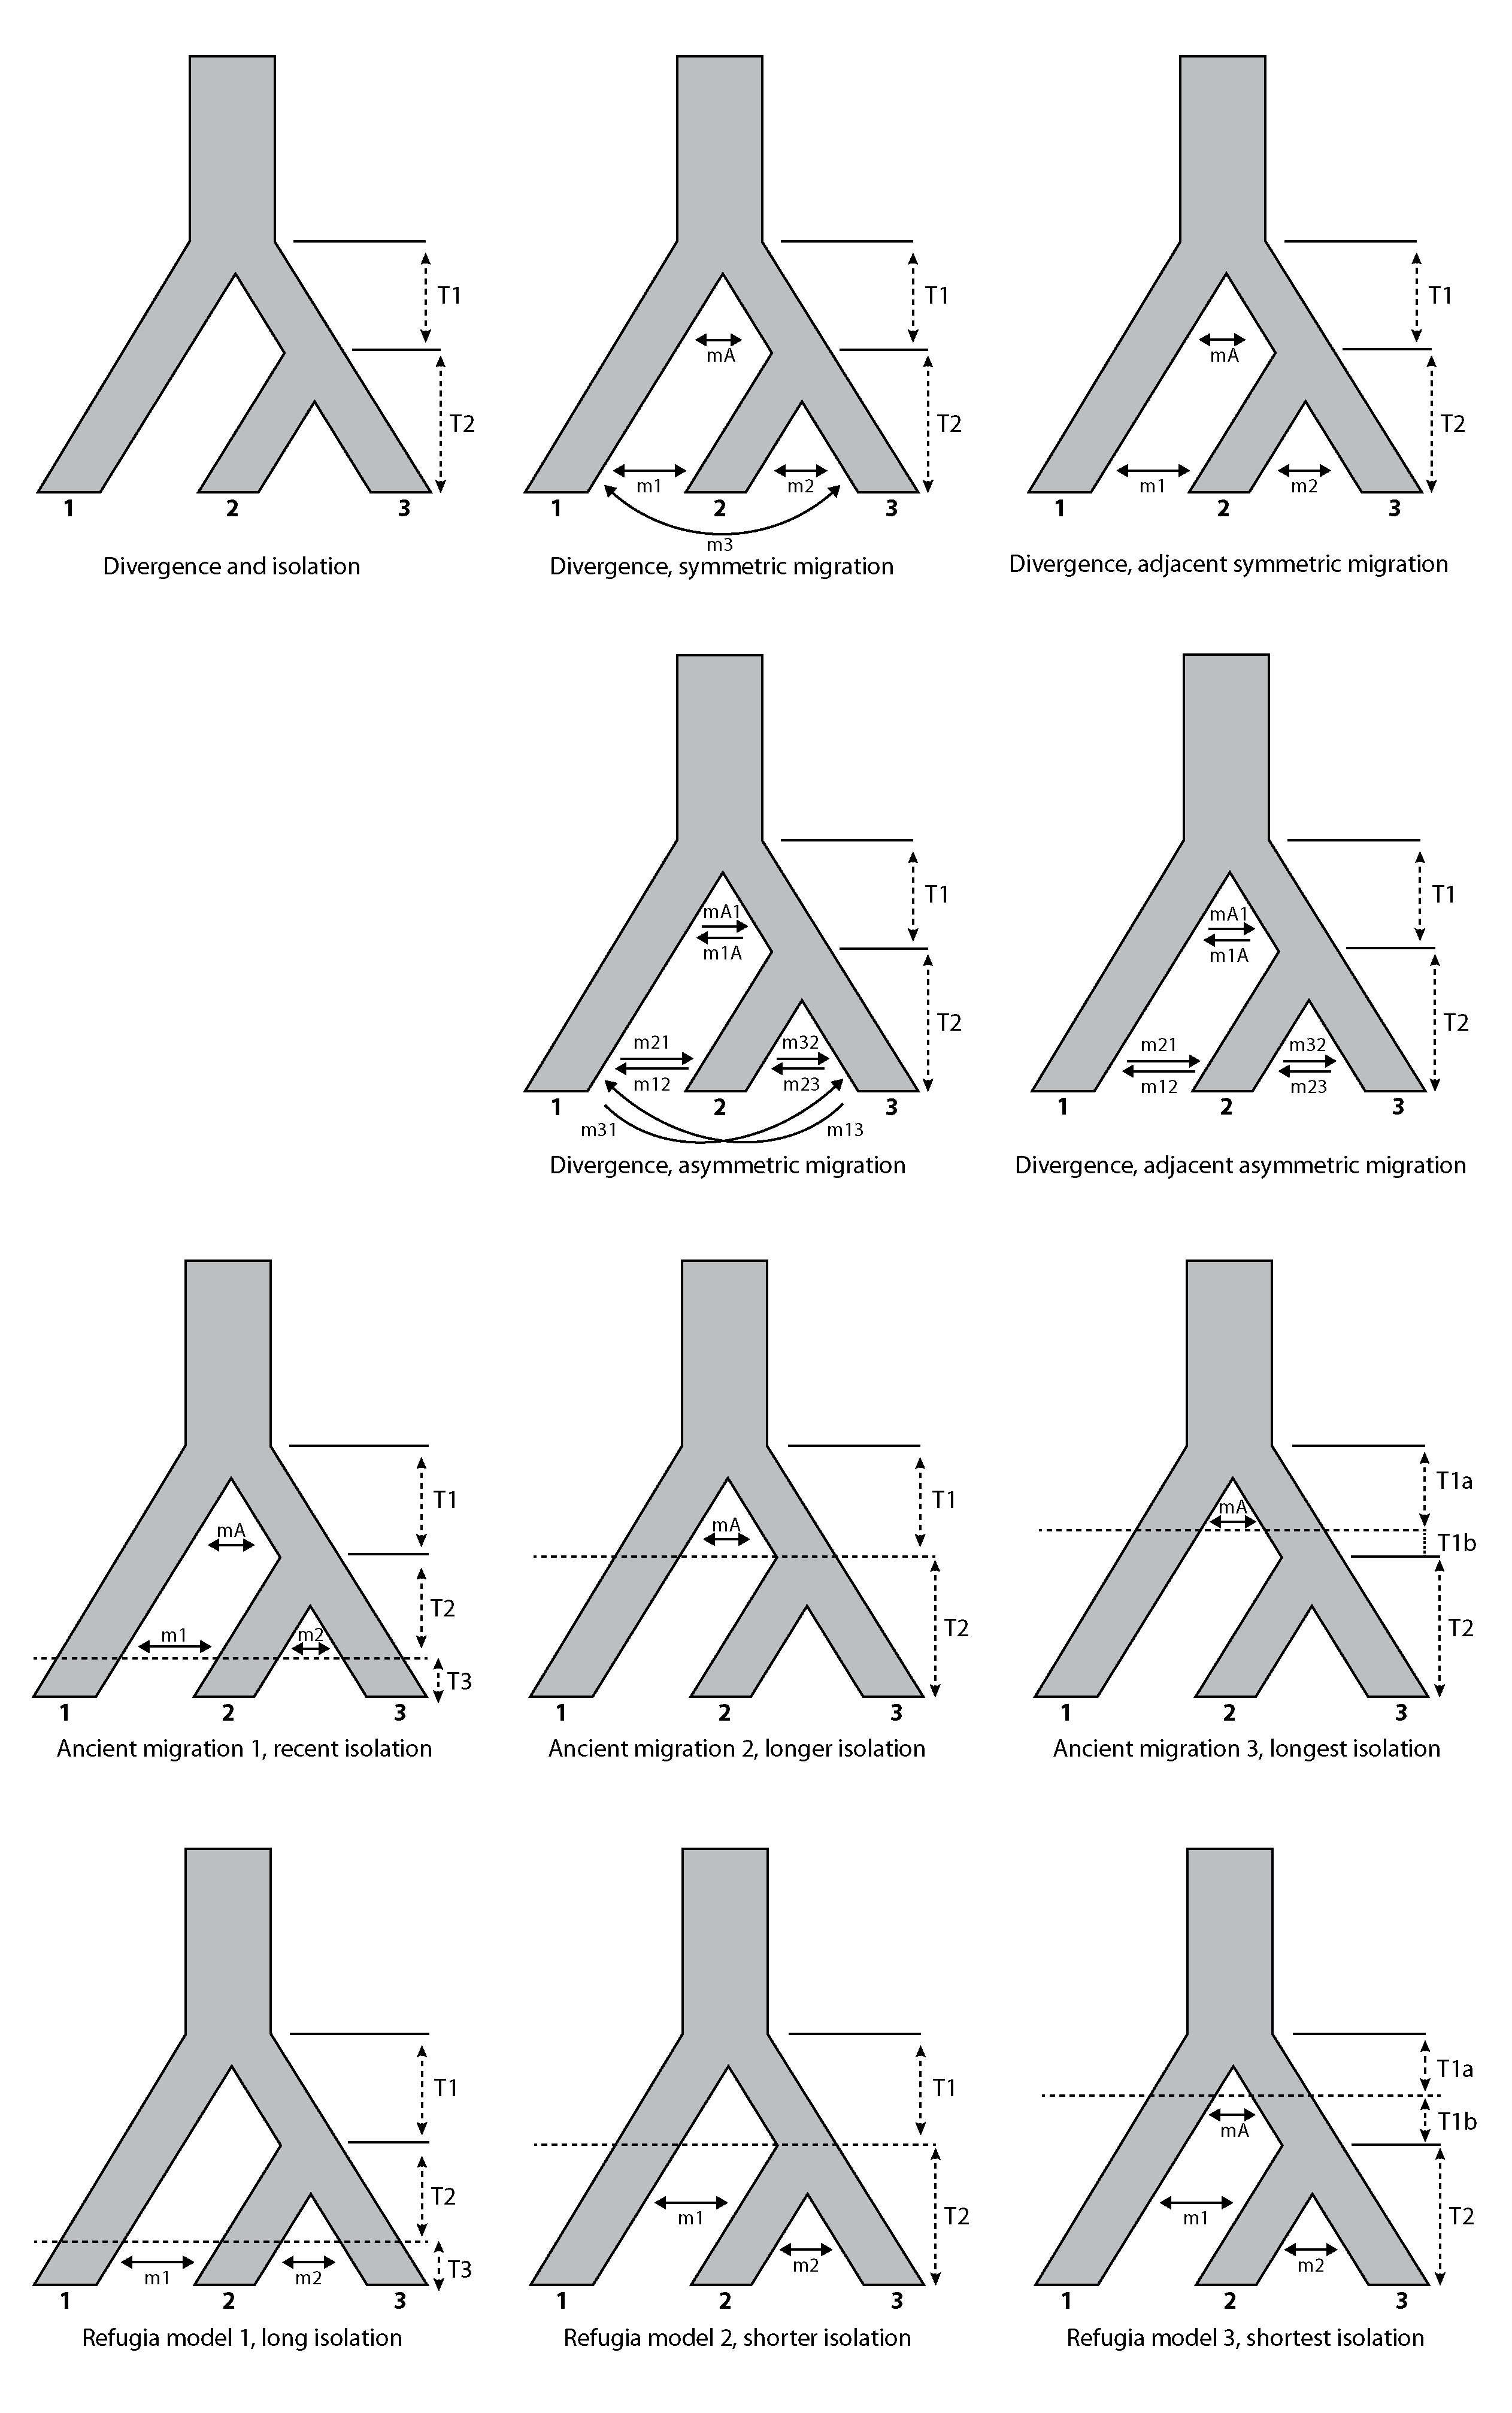 T1
T2
1 2 3
Divergence and isolation
T1
mA
T2
m1 m2
1 2 3
m3
Divergence, symmetric migration
T1
mA
T2
m1 m2
1 2 3
Divergence, adjacent symmetric migration
T1
mA1
m1A
T2
m21 m32
m12 m23
1 2 3
m31 m13
Divergence, asymmetric migration
T1
mA1
m1A
T2
m21 m32
m12 m23
1 2 3
Divergence, adjacent asymmetric migration
T1
mA
T2
m1 m2
T3
1 2 3
Ancient migration 1, recent isolation
T1
mA
T2
1 2 3
Ancient migration 2, longer isolation
T1a
mA
T1b
T2
1 2 3
Ancient migration 3, longest isolation
T1
T2
T3
m1 m2
1 2 3
Refugia model 1, long isolation
T1
T2
m1
m2
1 2 3
Refugia model 2, shorter isolation
T1a
T1b
mA
T2
m1
m2
1 2 3
Refugia model 3, shortest isolation